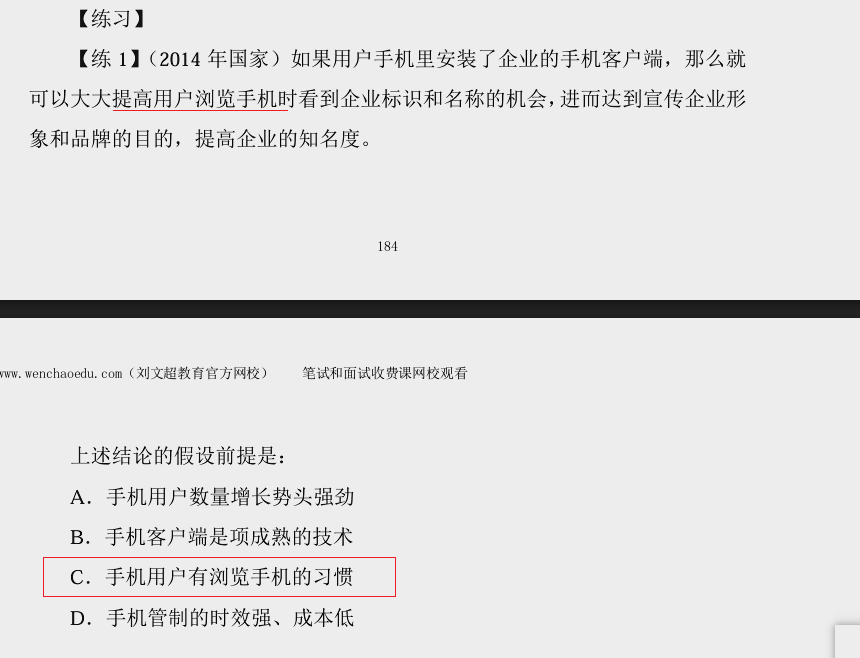 【练习】
【练 1】（2014 年国家）如果用户手机里安装了企业的手机客户端，那么就
可以大大提高用户浏览手机时看到企业标识和名称的机会，进而达到宣传企业形
象和品牌的目的，提高企业的知名度。
184
www.wenchaoedu.com（刘文超教育官方网校） 笔试和面试收费课网校观看
上述结论的假设前提是：
A．手机用户数量增长势头强劲
B．手机客户端是项成熟的技术
C．手机用户有浏览手机的习惯
D．手机管制的时效强、成本低